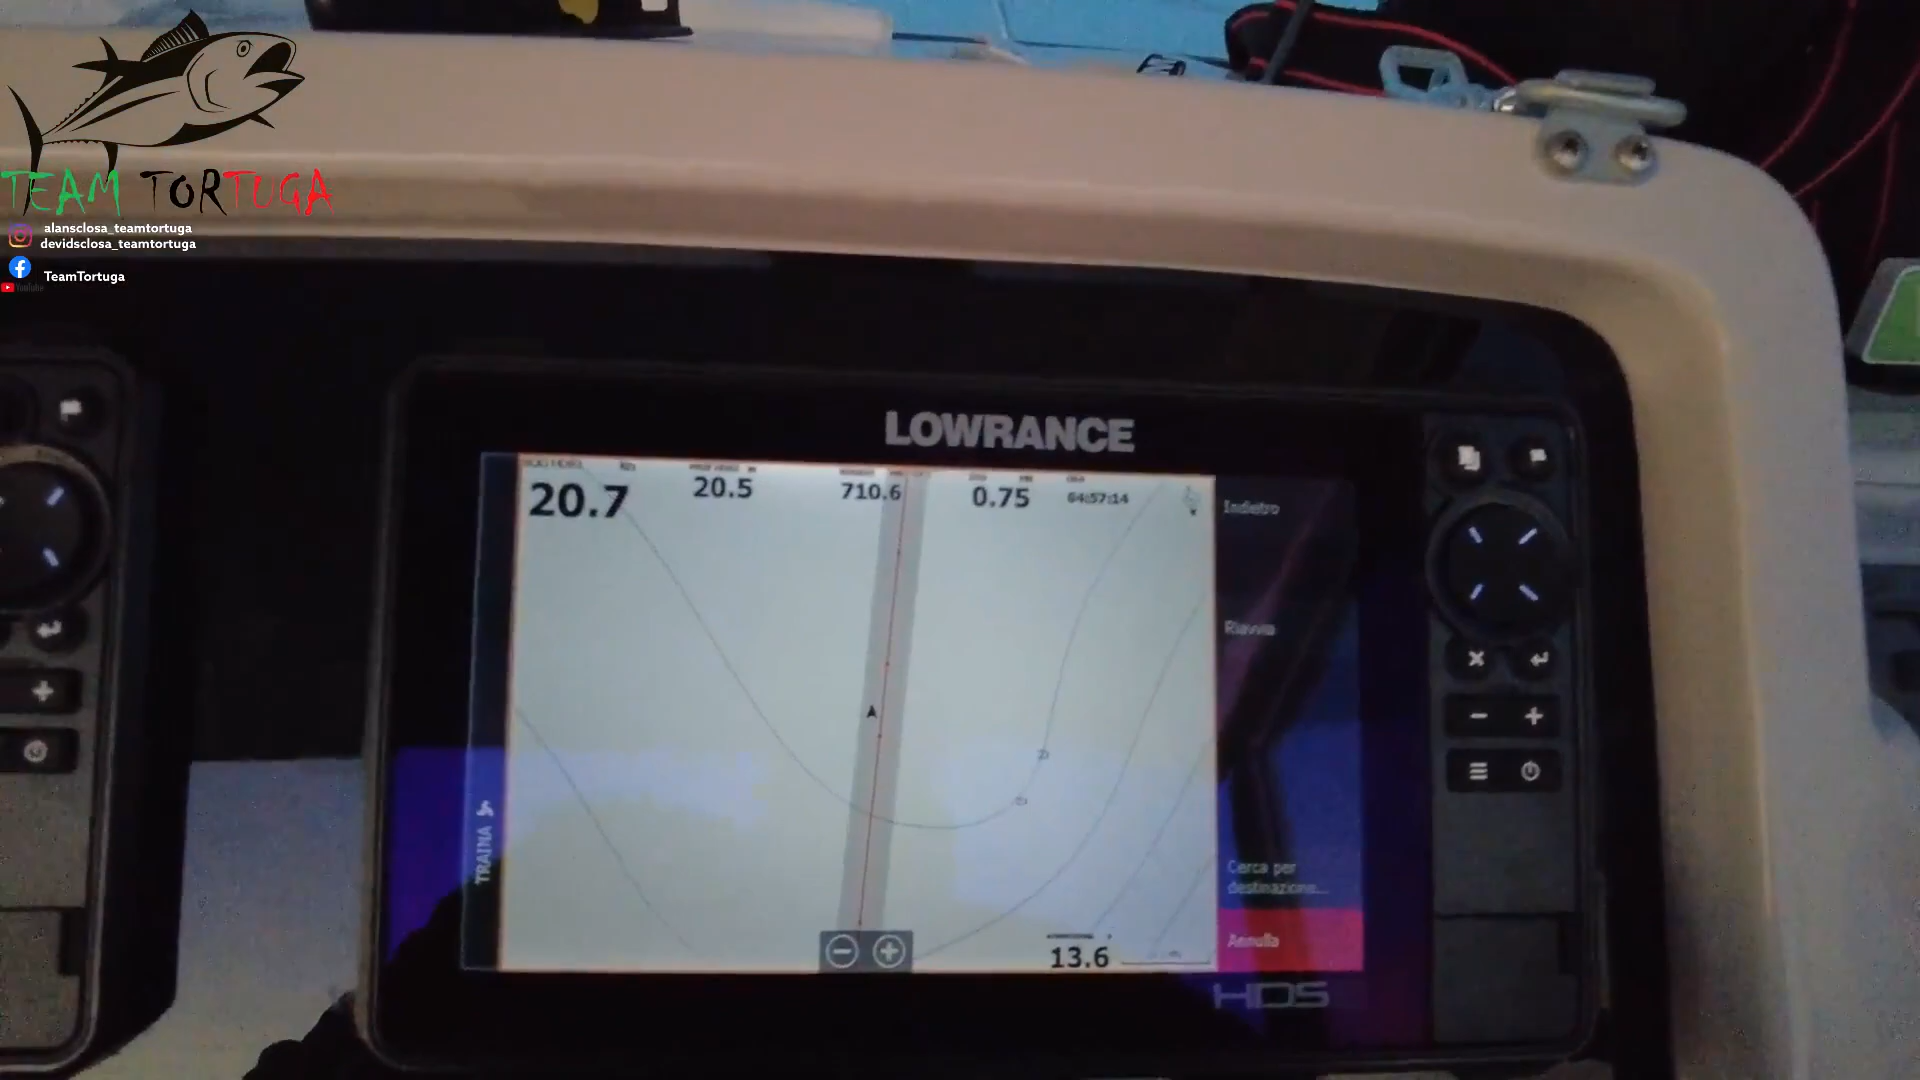 TEAM TORTUGA
alansclosa_teamtortuga
devidsclosa_teamtortuga
TeamTortuga
YouTube
LOWRANCE
20.7
20.5
710.6
0.75
04:57:14
Indietro
Riavvia
TRAINA
Cerca per
destinazione...
Annulla
13.6
HDS